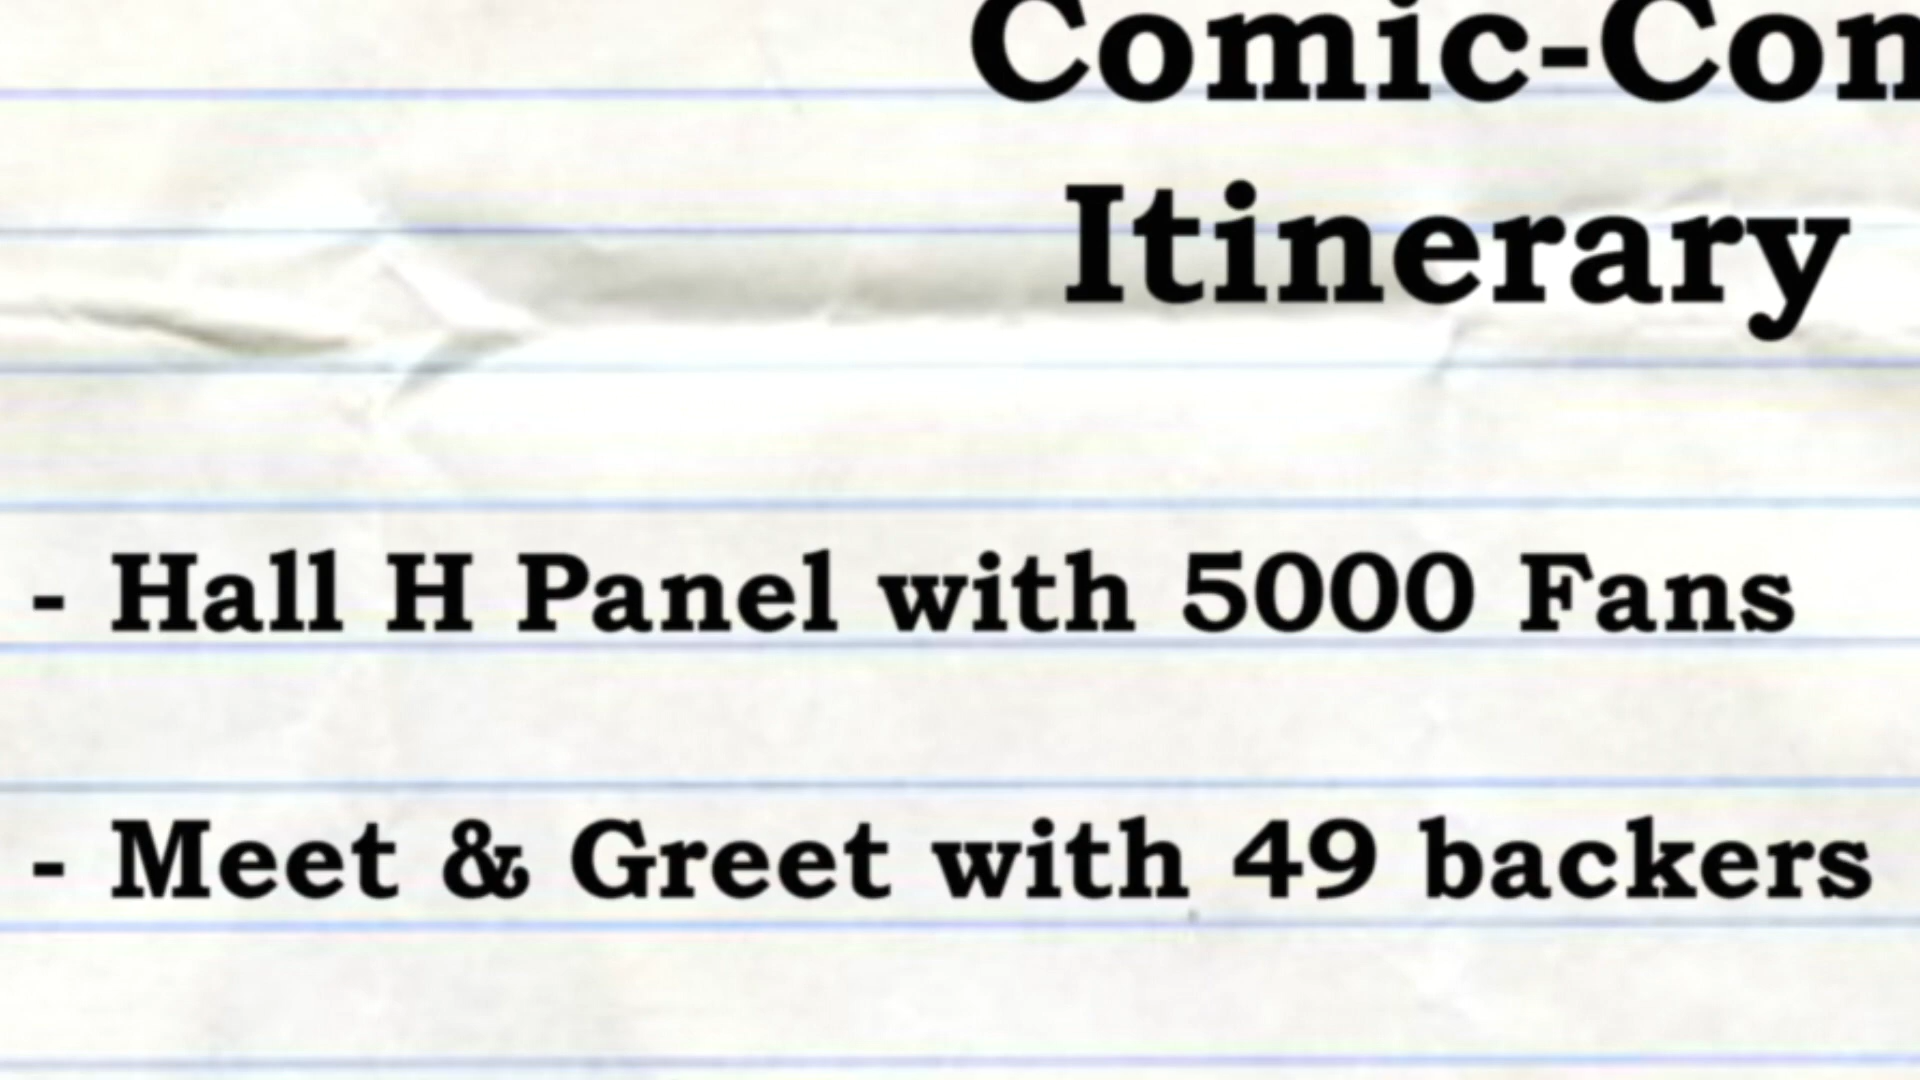 Comic-Con
Itinerary
- Hall H Panel with 5000 Fans
- Meet & Greet with 49 backers